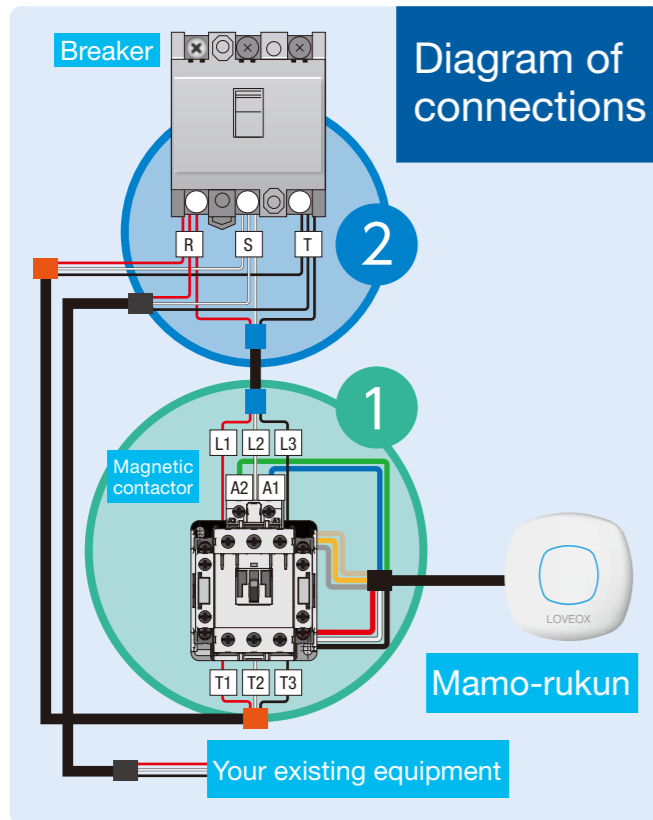 Breaker
Diagram of
connections
R
S
T
2
1
L1
L2
L3
Magnetic
contactor
A2
A1
LOVEOX
Mamo-rukun
T1
T2
T3
Your existing equipment